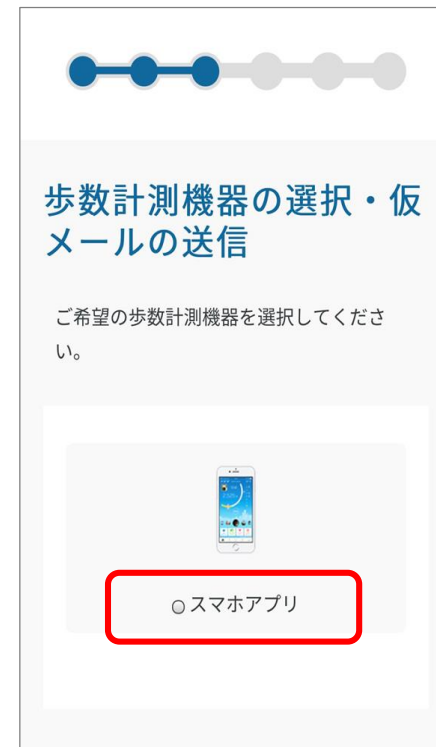 歩数計測機器の選択・仮
メールの送信
ご希望の歩数計測機器を選択してくださ
い。
スマホアプリ